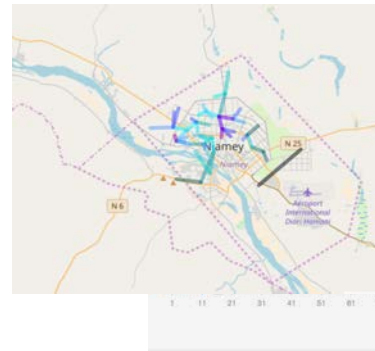 Niamey
Niamey
N 25
Aéroport
International
Diori Hamani
N 6
1 11 21 31 41 51 61